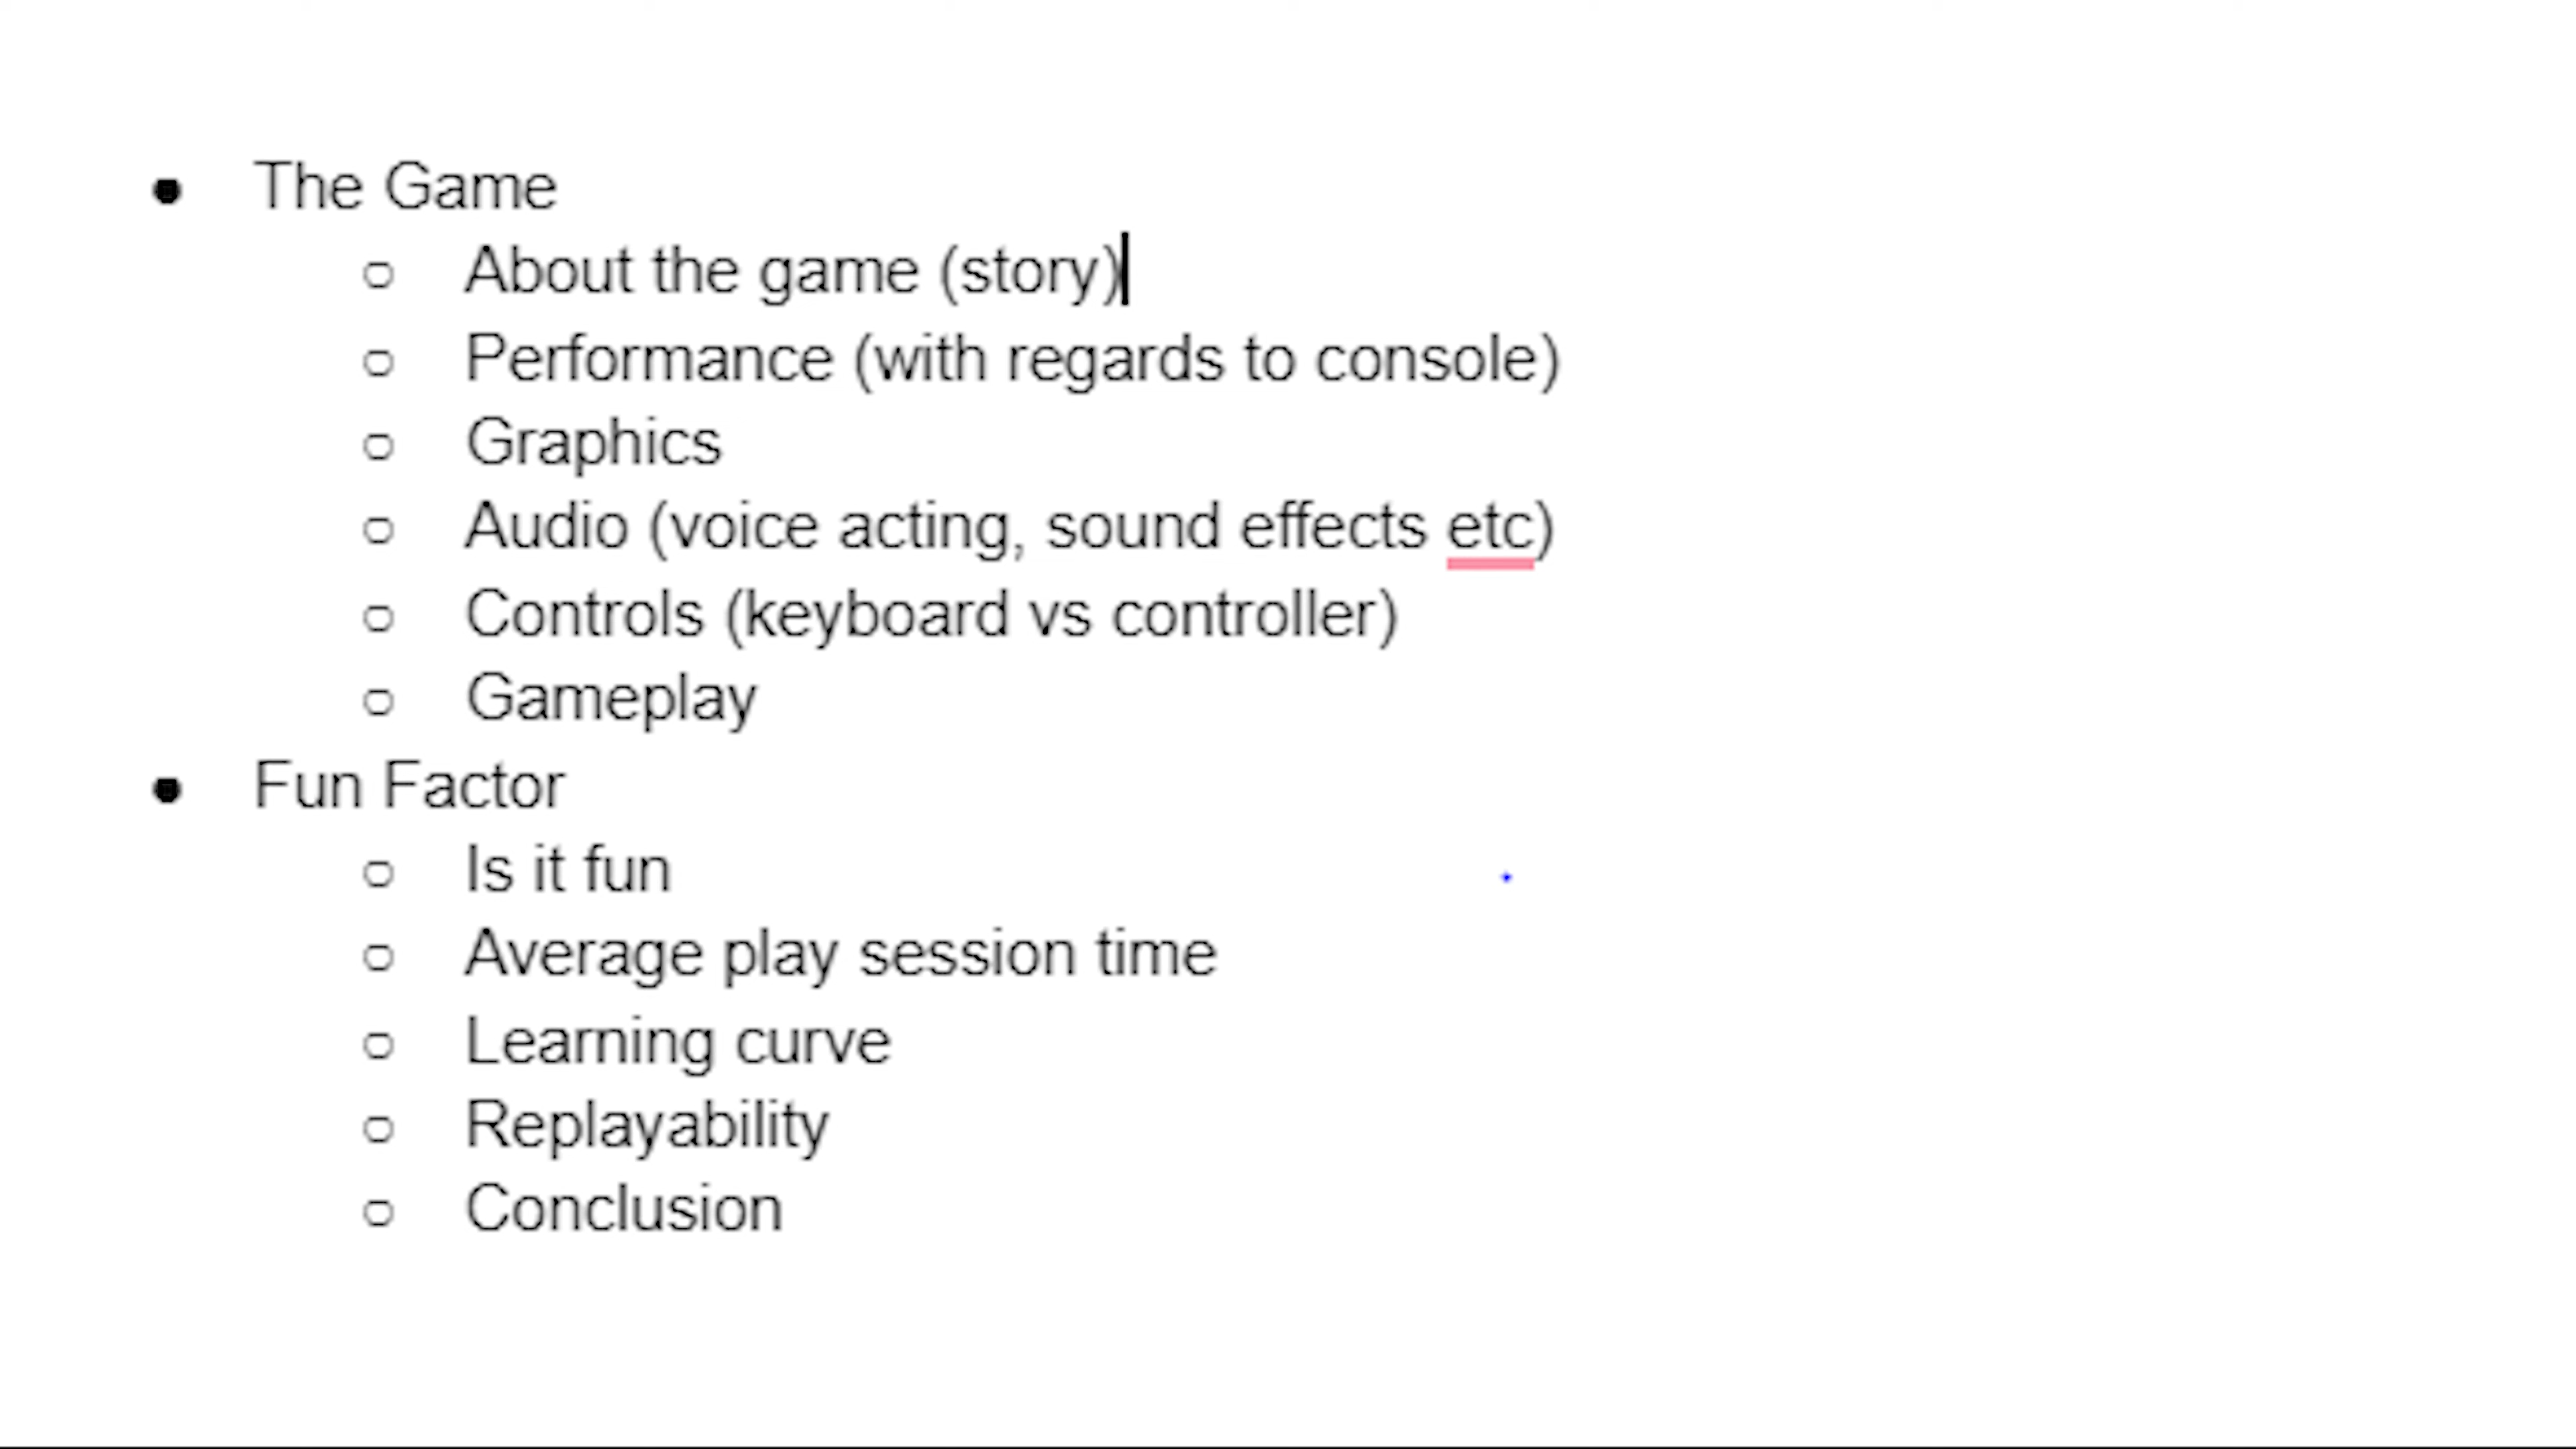 ● The Game
○ About the game (story)
○ Performance (with regards to console)
○ Graphics
○ Audio (voice acting, sound effects etc)
○ Controls (keyboard vs controller)
○ Gameplay
● Fun Factor
○ Is it fun
○ Average play session time
○ Learning curve
○ Replayability
○ Conclusion